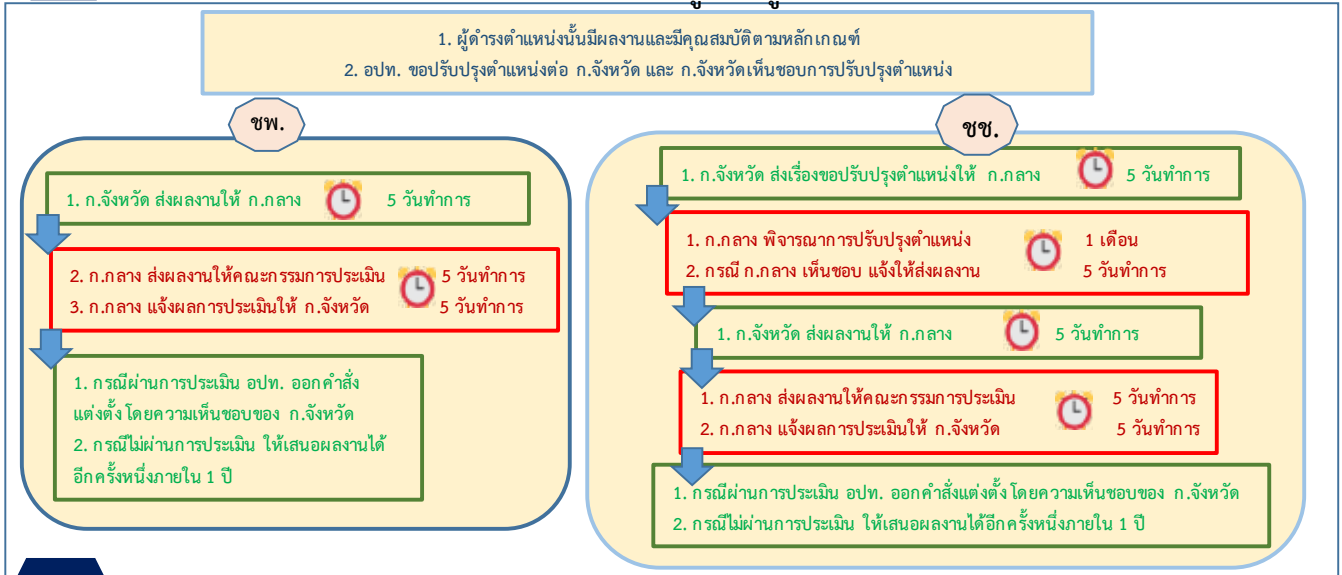 1. ผู้ดำรงตำแหน่งนั้นมีผลงานและมีคุณสมบัติตามหลักเกณฑ์
2. อปท. ขอปรับปรุงตำแหน่งต่อ ก.จังหวัด และ ก.จังหวัดเห็นชอบการปรับปรุงตำแหน่ง
ชพ.
1. ก.จังหวัด ส่งผลงานให้ ก.กลาง 5 วันทำการ
2. ก.กลาง ส่งผลงานให้คณะกรรมการประเมิน 5 วันทำการ
3. ก.กลาง แจ้งผลการประเมินให้ ก.จังหวัด 5 วันทำการ
1. กรณีผ่านการประเมิน อปท. ออกคำสั่ง
แต่งตั้ง โดยความเห็นชอบของ ก.จังหวัด
2. กรณีไม่ผ่านการประเมิน ให้เสนอผลงานได้
อีกครั้งหนึ่งภายใน 1 ปี
ชช.
1. ก.จังหวัด ส่งเรื่องขอปรับปรุงตำแหน่งให้ ก.กลาง 5 วันทำการ
1. ก.กลาง พิจารณาการปรับปรุงตำแหน่ง 1 เดือน
2. กรณี ก.กลาง เห็นชอบ แจ้งให้ส่งผลงาน 5 วันทำการ
1. ก.จังหวัด ส่งผลงานให้ ก.กลาง 5 วันทำการ
1. ก.กลาง ส่งผลงานให้คณะกรรมการประเมิน 5 วันทำการ
2. ก.กลาง แจ้งผลการประเมินให้ ก.จังหวัด 5 วันทำการ
1. กรณีผ่านการประเมิน อปท. ออกคำสั่งแต่งตั้ง โดยความเห็นชอบของ ก.จังหวัด
2. กรณีไม่ผ่านการประเมิน ให้เสนอผลงานได้อีกครั้งหนึ่งภายใน 1 ปี